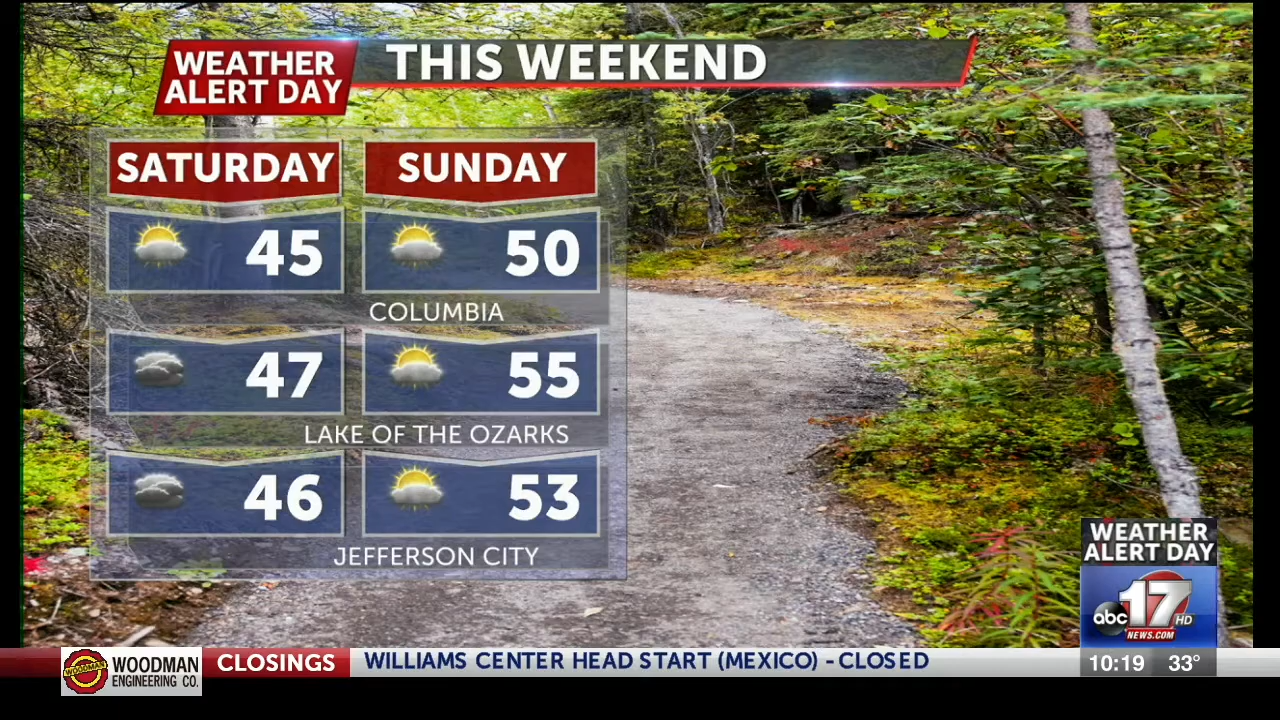 WEATHER
ALERT DAY
THIS WEEKEND
SATURDAY SUNDAY
45 50
COLUMBIA
47 55
LAKE OF THE OZARKS
46 53
JEFFERSON CITY
WEATHER
ALERT DAY
abc 17 HD
NEWS.COM
WOODMAN
WOODMAN
ENGINEERING CO.
CLOSINGS
WILLIAMS CENTER HEAD START (MEXICO) - CLOSED
10:19 33°